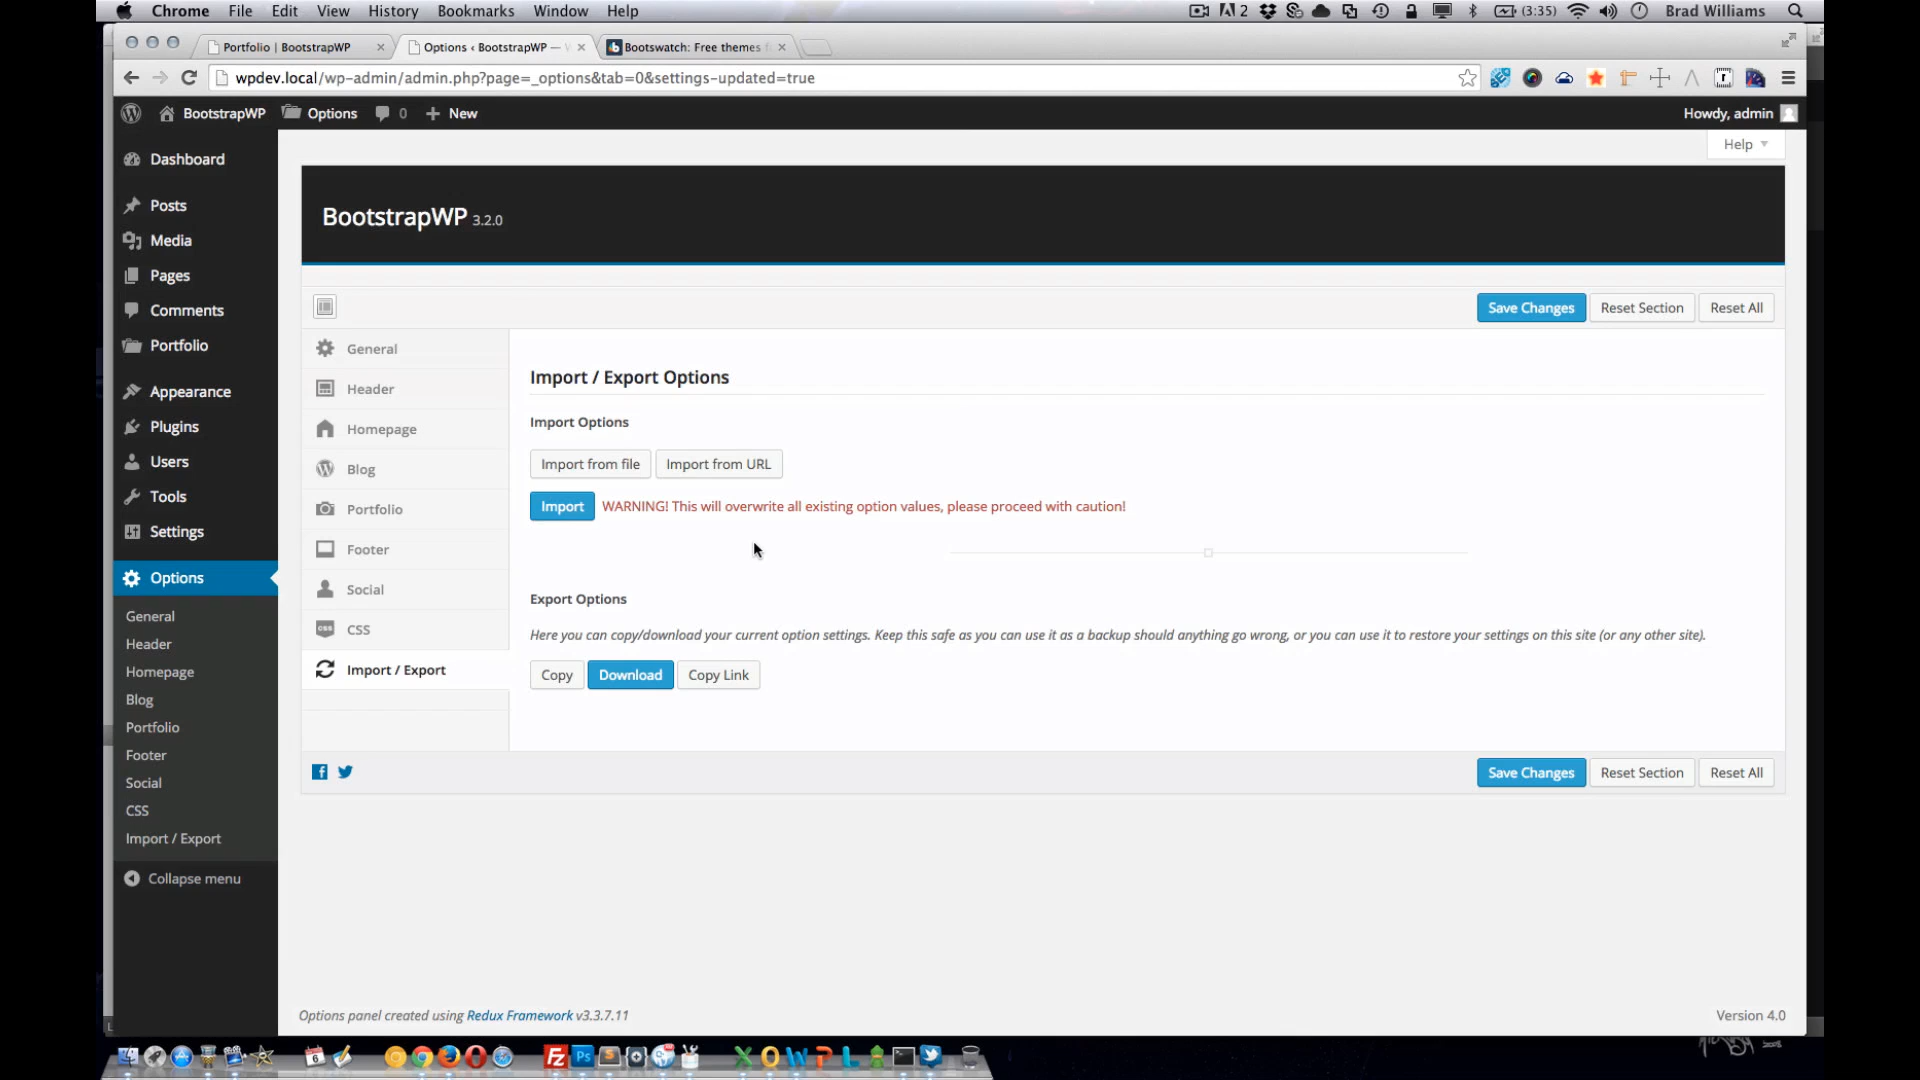 Chrome File Edit View History Bookmarks Window Help 2 (3:35) Brad Williams
Portfolio | BootstrapWP Options ‹ BootstrapWP — Bootswatch: Free themes
wpdev.local/wp-admin/admin.php?page=_options&tab=0&settings-updated=true
BootstrapWP Options 0 New Howdy, admin
Help
Dashboard
Posts
Media
Pages
Comments
Portfolio
Appearance
Plugins
Users
Tools
Settings
Options
General
Header
Homepage
Blog
Portfolio
Footer
Social
CSS
Import / Export
Collapse menu
BootstrapWP 3.2.0
Save Changes Reset Section Reset All
General
Header
Homepage
Blog
Portfolio
Footer
Social
CSS
Import / Export
Import / Export Options
Import Options
Import from file Import from URL
Import WARNING! This will overwrite all existing option values, please proceed with caution!
Export Options
Here you can copy/download your current option settings. Keep this safe as you can use it as a backup should anything go wrong, or you can use it to restore your settings on this site (or any other site).
Copy Download Copy Link
Save Changes Reset Section Reset All
Options panel created using Redux Framework v3.3.7.11
Version 4.0